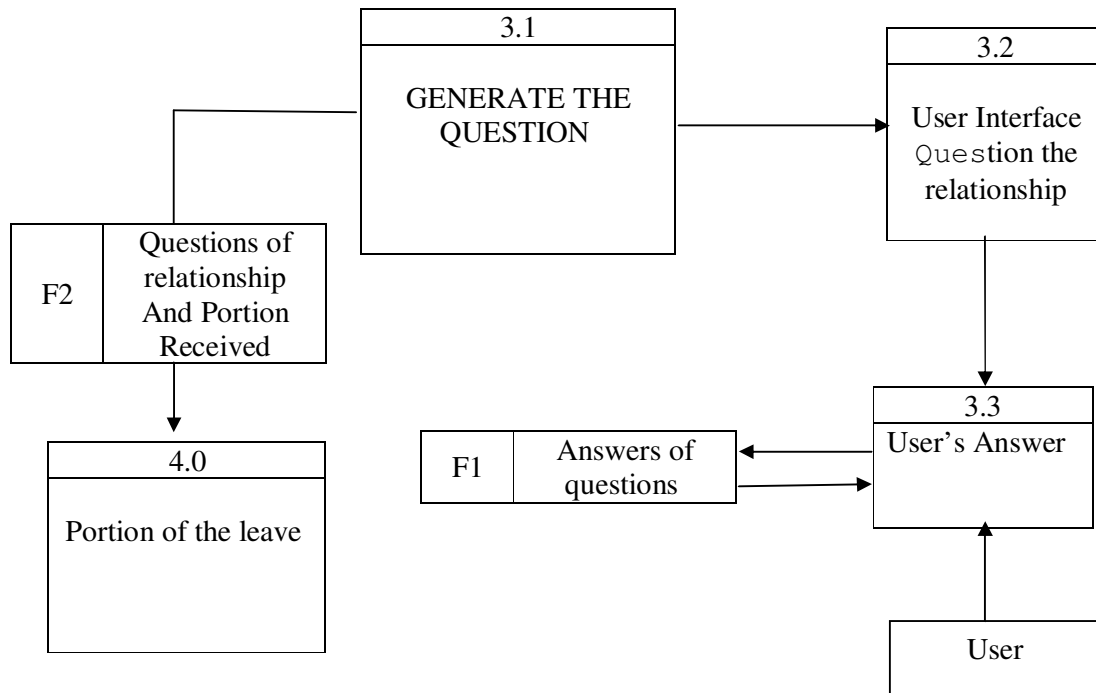 3.1
GENERATE THE
QUESTION
3.2
User Interface
Question the
relationship
F2
Questions of
relationship
And Portion
Received
3.3
User’s Answer
F1
Answers of
questions
4.0
Portion of the leave
User